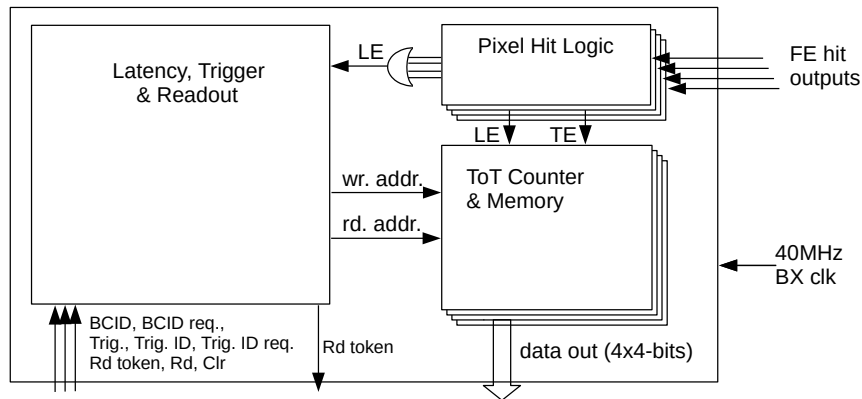 Latency, Trigger
& Readout
LE
Pixel Hit Logic
FE hit
outputs
LE
TE
wr. addr.
rd. addr.
ToT Counter
& Memory
40MHz
BX clk
BCID, BCID req.,
Trig., Trig. ID, Trig. ID req.
Rd token, Rd, Clr
Rd token
data out (4x4-bits)